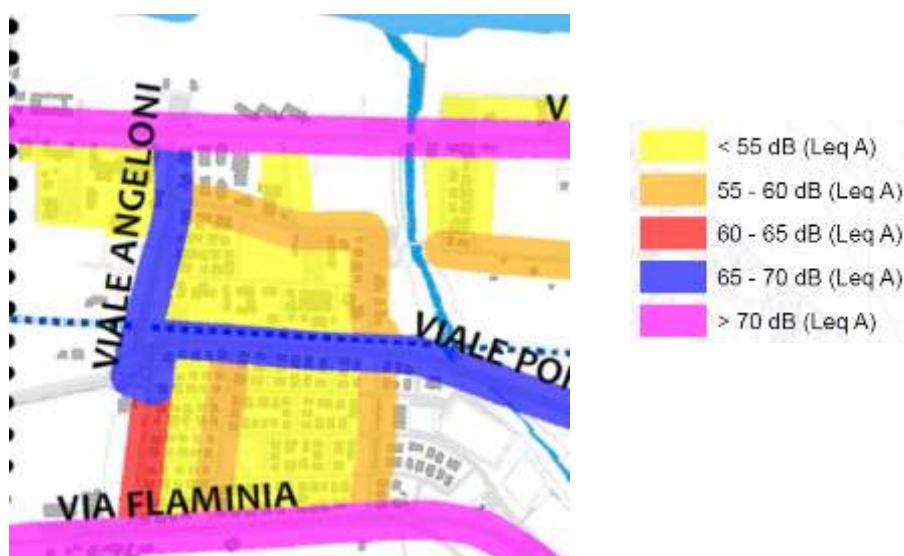 VIALE ANGELONI
VIALE
VIA FLAMINIA
< 55 dB (Leq A)
55 - 60 dB (Leq A)
60 - 65 dB (Leq A)
65 - 70 dB (Leq A)
> 70 dB (Leq A)